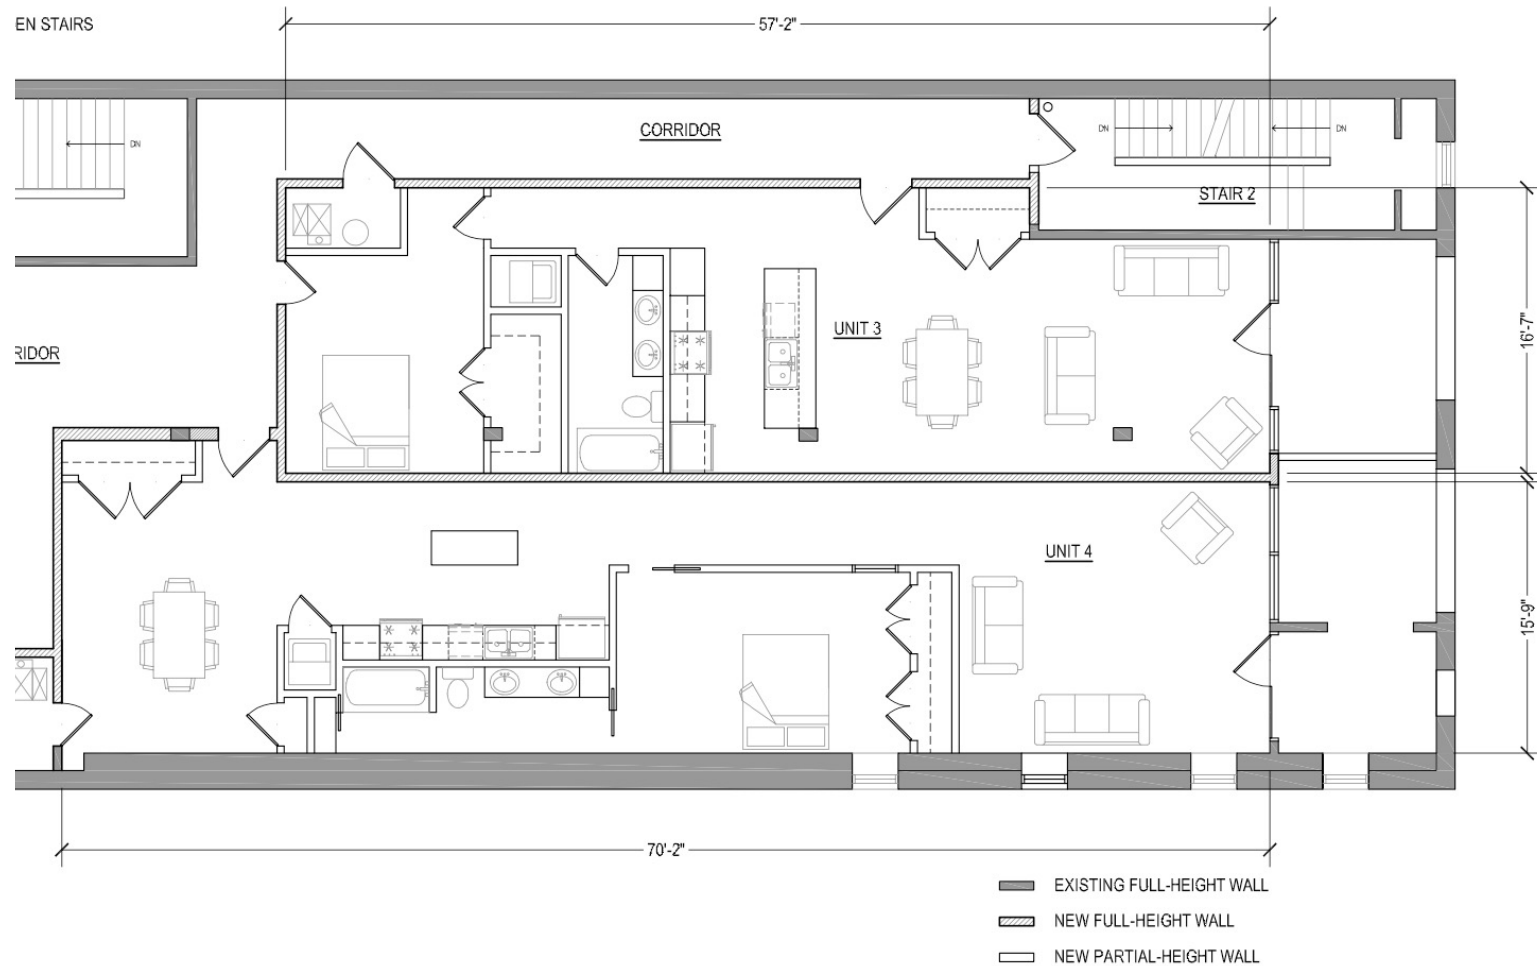 EN STAIRS
57'-2"
CORRIDOR
DN
DN
DN
STAIR 2
UNIT 3
RIDOR
16'-7"
UNIT 4
15'-9"
70'-2"
EXISTING FULL-HEIGHT WALL
NEW FULL-HEIGHT WALL
NEW PARTIAL-HEIGHT WALL